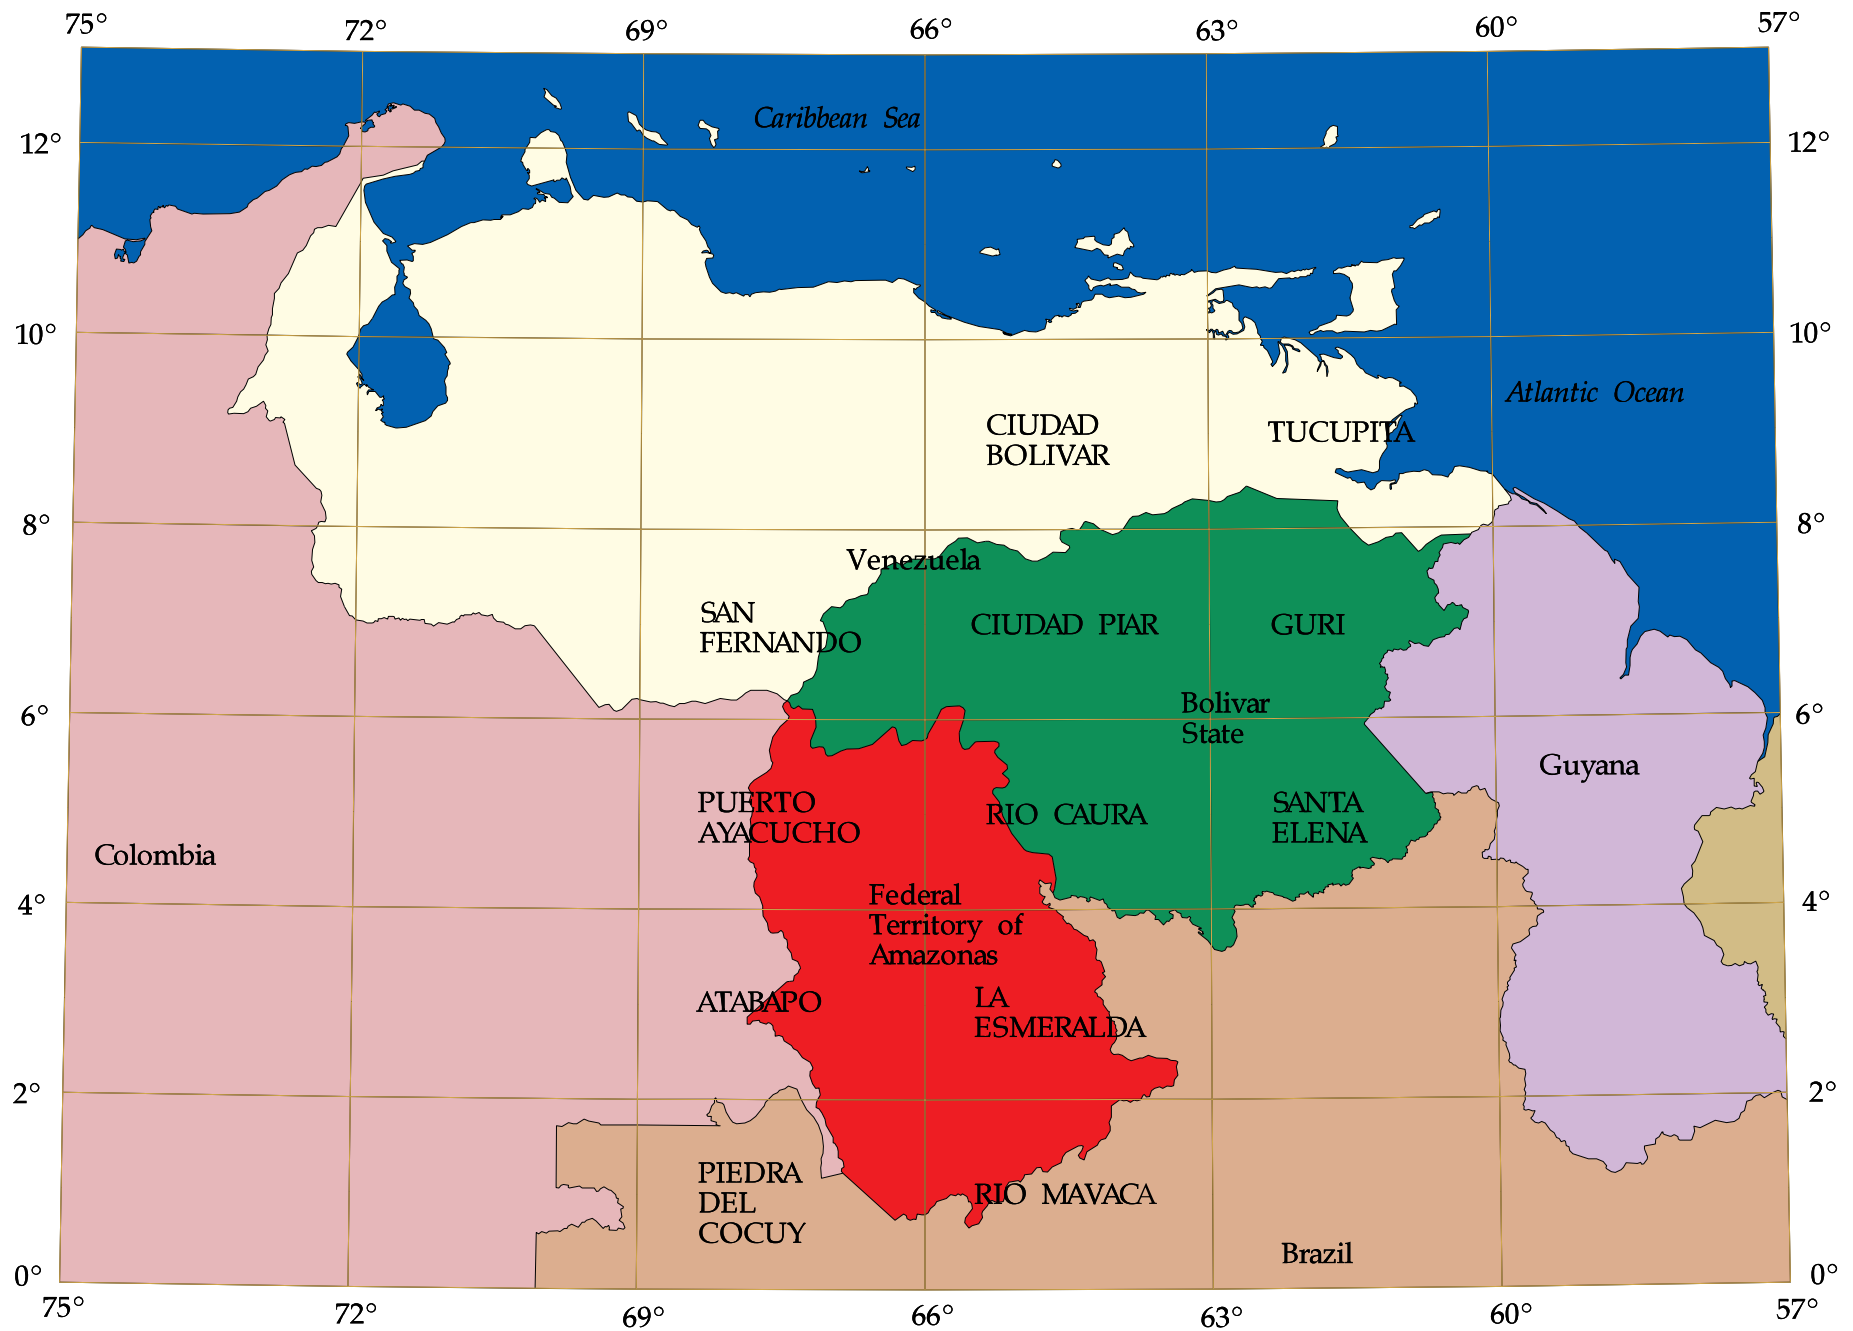 75°
72°
69°
66°
63°
60°
57°
Caribbean Sea
12°
12°
10°
10°
Atlantic Ocean
CIUDAD
BOLIVAR
TUCUPITA
8°
8°
Venezuela
SAN
FERNANDO
CIUDAD PIAR
GURI
6°
6°
Bolivar
State
Guyana
PUERTO
AYACUCHO
RIO CAURA
SANTA
ELENA
Colombia
4°
4°
Federal
Territory of
Amazonas
ATABAPO
LA
ESMERALDA
2°
2°
PIEDRA
DEL
COCUY
RIO MAVACA
Brazil
0°
0°
75°
72°
69°
66°
63°
60°
57°